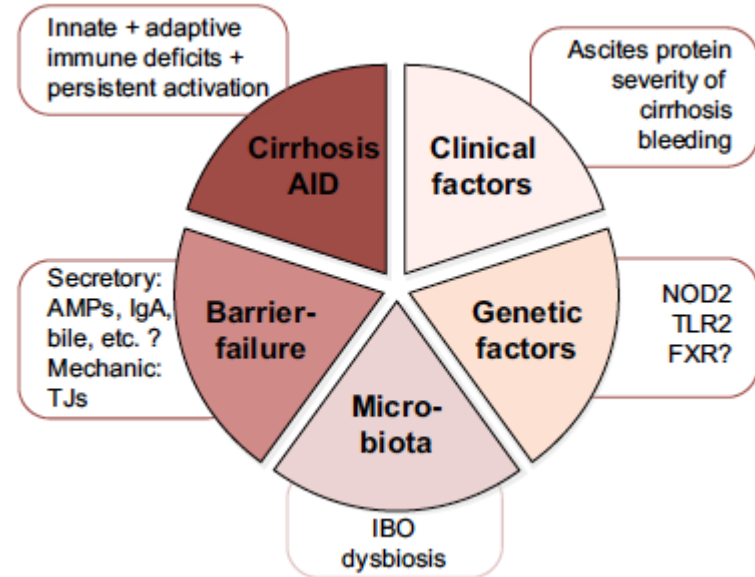 Innate + adaptive
immune deficits +
persistent activation
Ascites protein
severity of
cirrhosis
bleeding
Cirrhosis
AID
Clinical
factors
Secretory:
AMPs, IgA,
bile, etc. ?
Mechanic:
TJs
Barrier-
failure
Genetic
factors
NOD2
TLR2
FXR?
Micro-
biota
IBO
dysbiosis